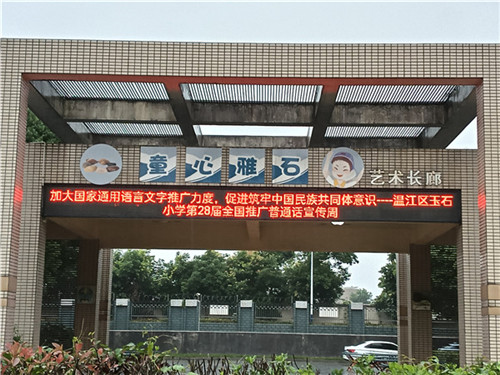 童心雅石
艺术长廊
加大国家通用语言文字推广力度，促进筑牢中国民族共同体意识----温江区玉石
小学第28届全国推广普通话宣传周